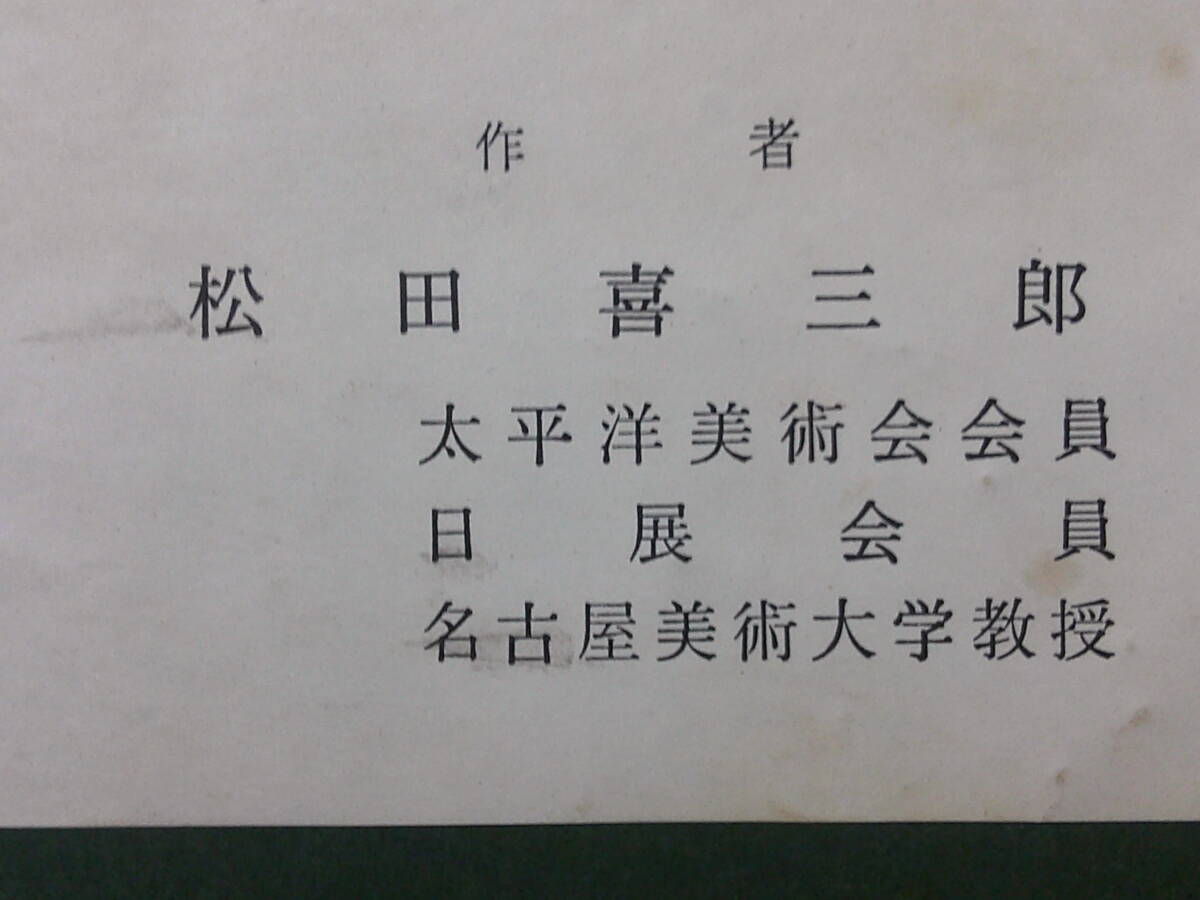 作者
松田喜三郎
太平洋美術会会員
日展会員
名古屋美術大学教授